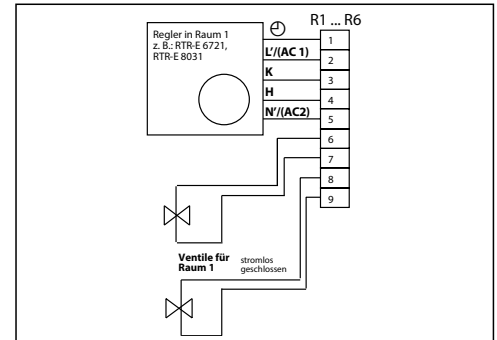 R1 ... R6
Regler in Raum 1
z. B.: RTR-E 6721,
RTR-E 8031
L'/(AC 1)
K
H
N'/(AC2)
1
2
3
4
5
6
7
8
9
Ventile für
Raum 1
stromlos
geschlossen